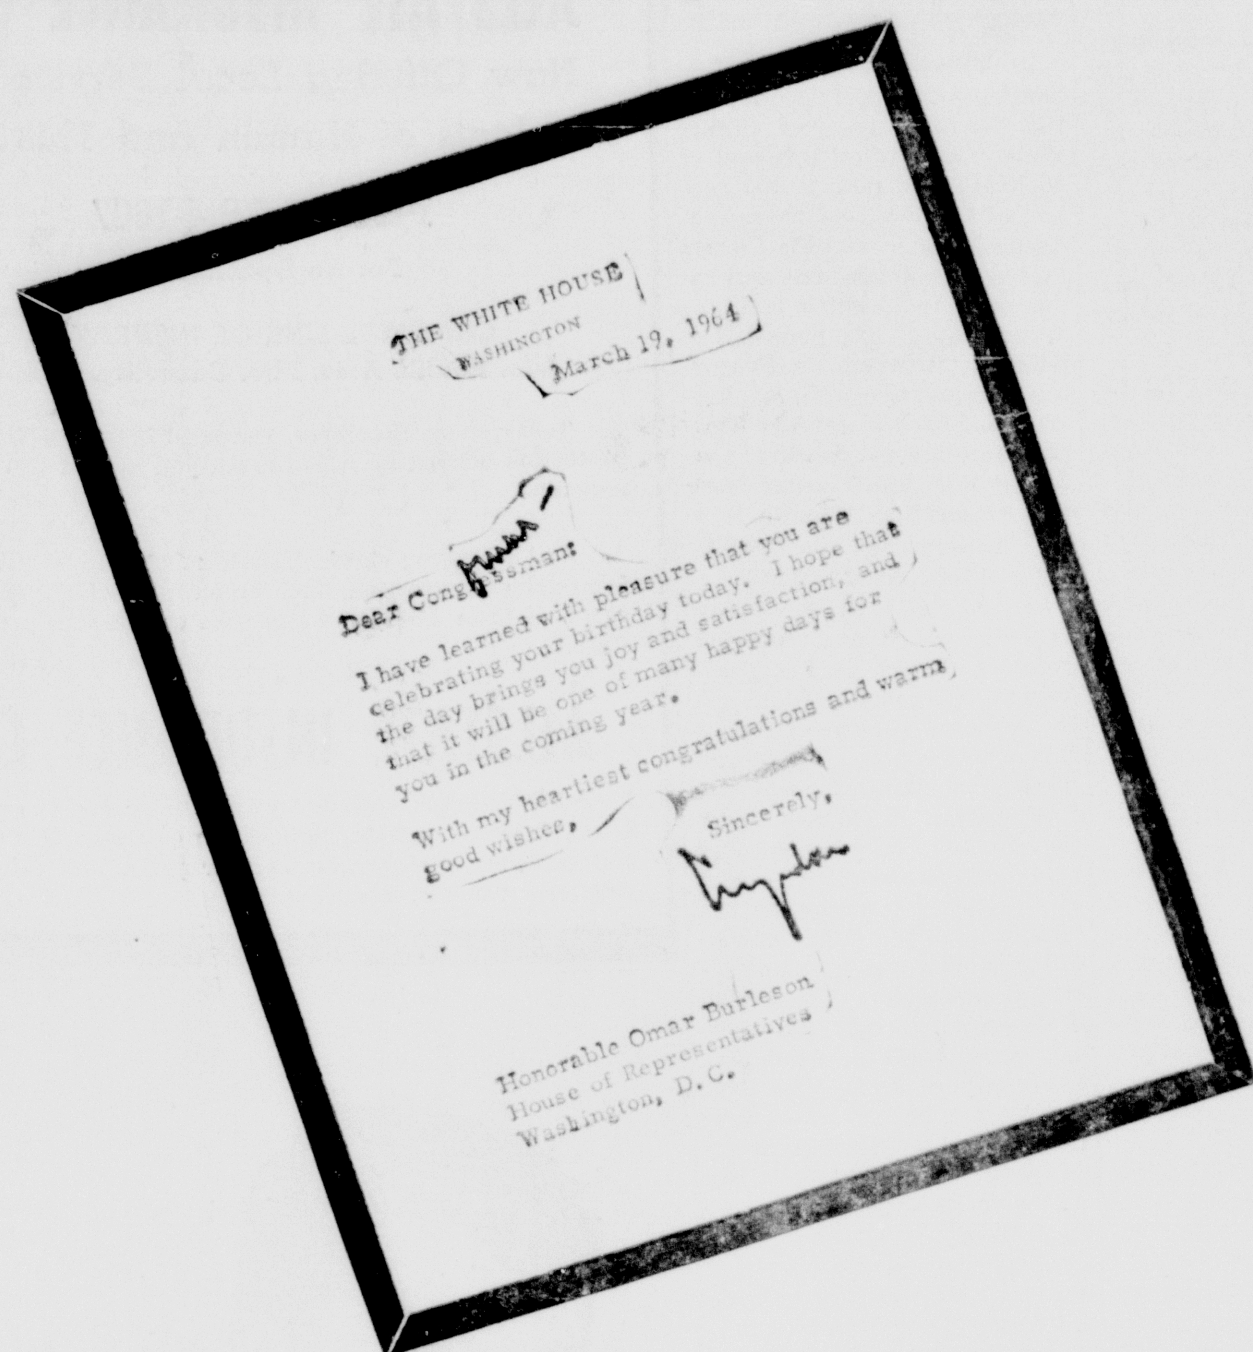 THE WHITE HOUSE
WASHINGTON
March 19, 1964
Dear Congressman:
I have learned with pleasure that you are
celebrating your birthday today. I hope that
the day brings you joy and satisfaction, and
that it will be one of many happy days for
you in the coming year.
With my heartiest congratulations and warm
good wishes,
Sincerely,
Lyndon
Honorable Omar Burleson
House of Representatives
Washington, D. C.